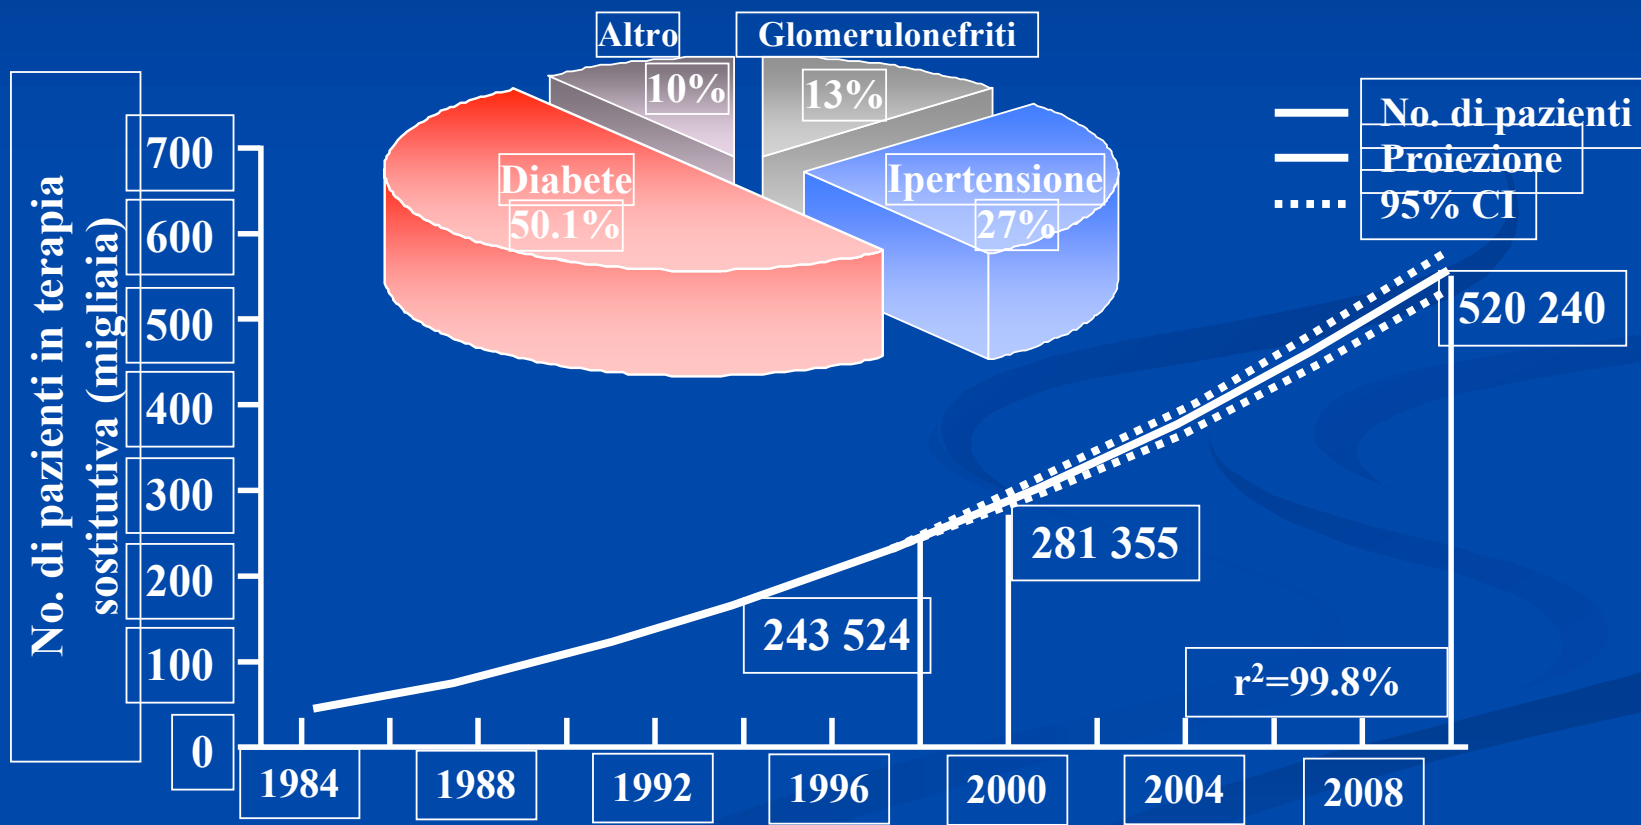 Altro
Glomerulonefriti
10%
13%
Diabete
50.1%
Ipertensione
27%
No. di pazienti
Proiezione
95% CI
No. di pazienti in terapia
sostitutiva (migliaia)
700
600
500
400
300
200
100
0
520 240
281 355
243 524
r²=99.8%
1984
1988
1992
1996
2000
2004
2008